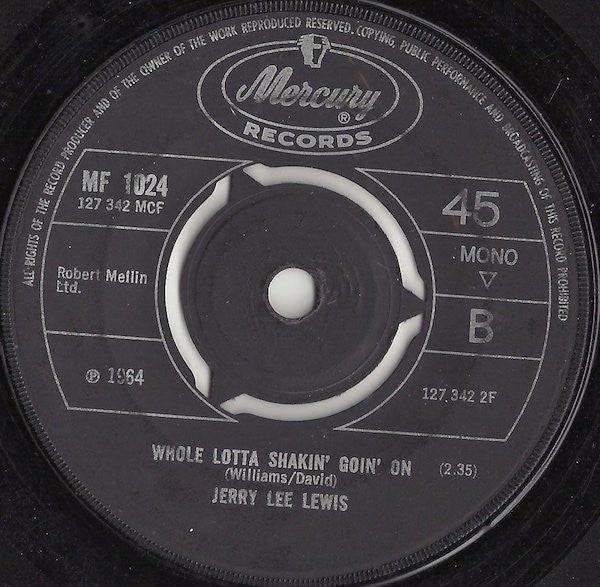 ALL RIGHTS OF THE RECORD PRODUCER AND OF THE OWNER OF THE WORK REPRODUCED RESERVED. COPYING, PUBLIC PERFORMANCE AND BROADCASTING OF THIS RECORD PROHIBITED
Mercury ®
RECORDS
MF 1024
127 342 MCF
Robert Mellin
Ltd.
℗ 1964
45
MONO
▽
B
127.342 2F
WHOLE LOTTA SHAKIN' GOIN' ON (2.35)
(Williams/David)
JERRY LEE LEWIS